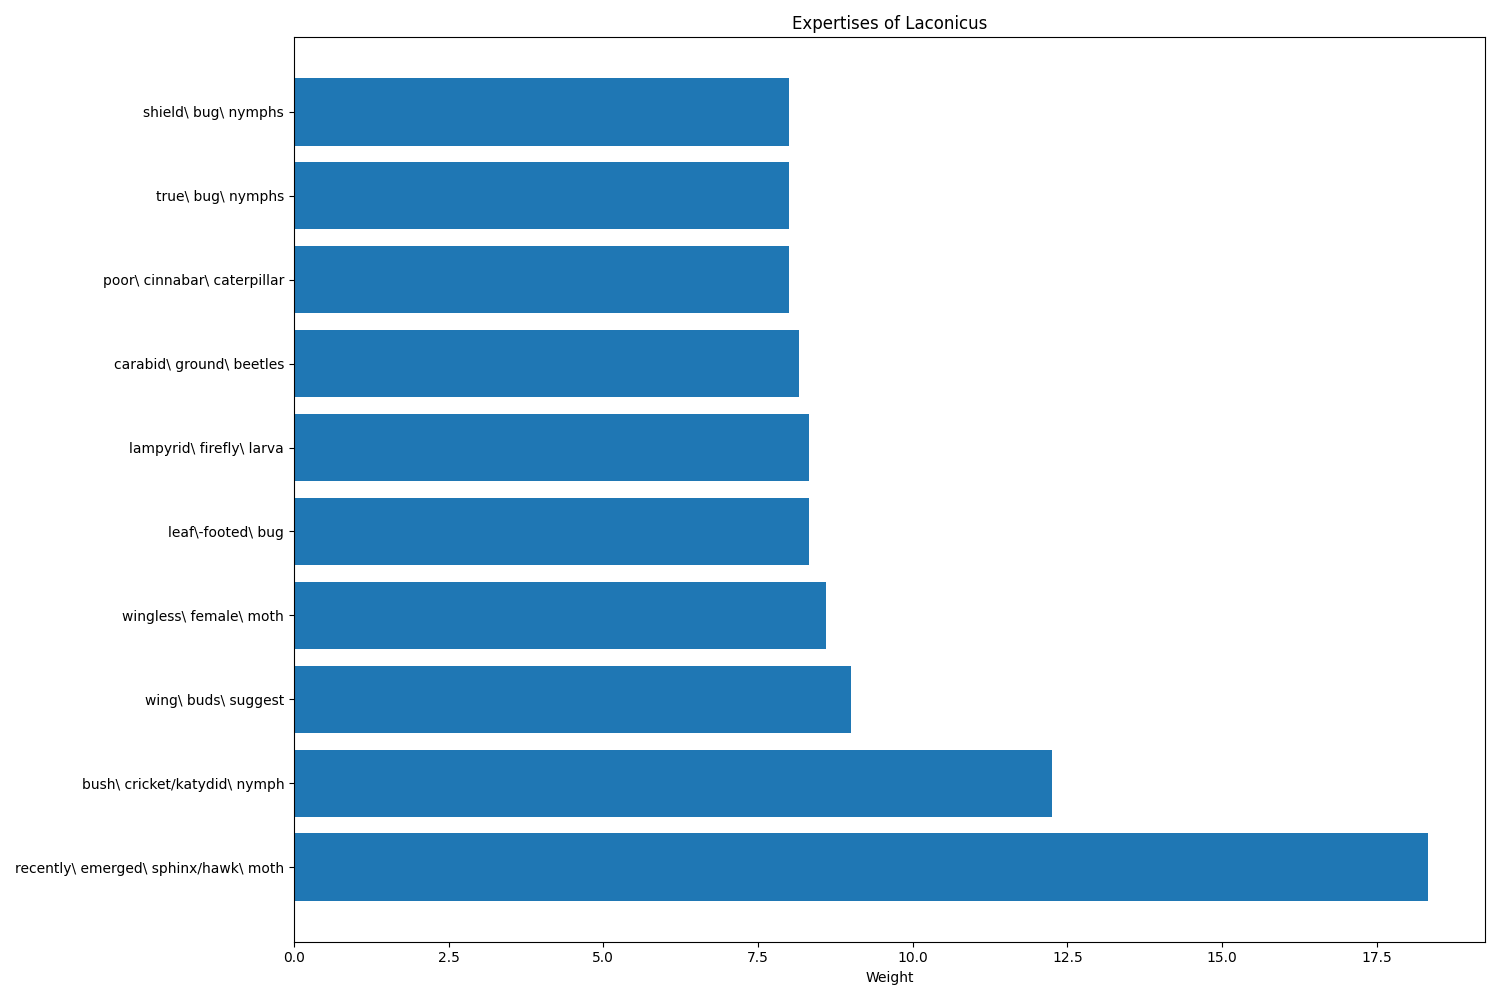 Expertises of Laconicus
shield\ bug\ nymphs
true\ bug\ nymphs
poor\ cinnabar\ caterpillar
carabid\ ground\ beetles
lampyrid\ firefly\ larva
leaf\-footed\ bug
wingless\ female\ moth
wing\ buds\ suggest
bush\ cricket/katydid\ nymph
recently\ emerged\ sphinx/hawk\ moth
0.0 2.5 5.0 7.5 10.0 12.5 15.0 17.5
Weight